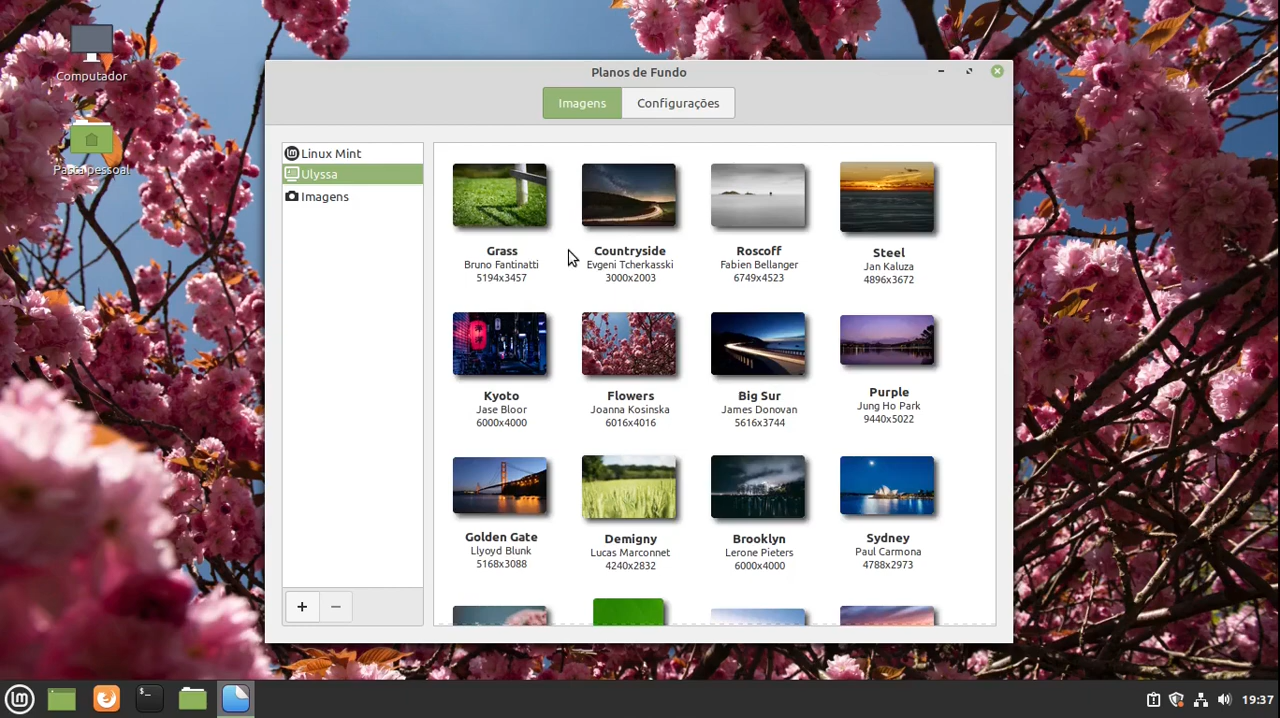 Computador
Pasta pessoal
Planos de Fundo
Imagens
Configurações
Linux Mint
Ulyssa
Imagens
Grass
Bruno Fantinatti
5194x3457
Countryside
Evgeni Tcherkasski
3000x2003
Roscoff
Fabien Bellanger
6749x4523
Steel
Jan Kaluza
4896x3672
Kyoto
Jase Bloor
6000x4000
Flowers
Joanna Kosinska
6016x4016
Big Sur
James Donovan
5616x3744
Purple
Jung Ho Park
9440x5022
Golden Gate
Llyoyd Blunk
5168x3088
Demigny
Lucas Marconnet
4240x2832
Brooklyn
Lerone Pieters
6000x4000
Sydney
Paul Carmona
4788x2973
19:37